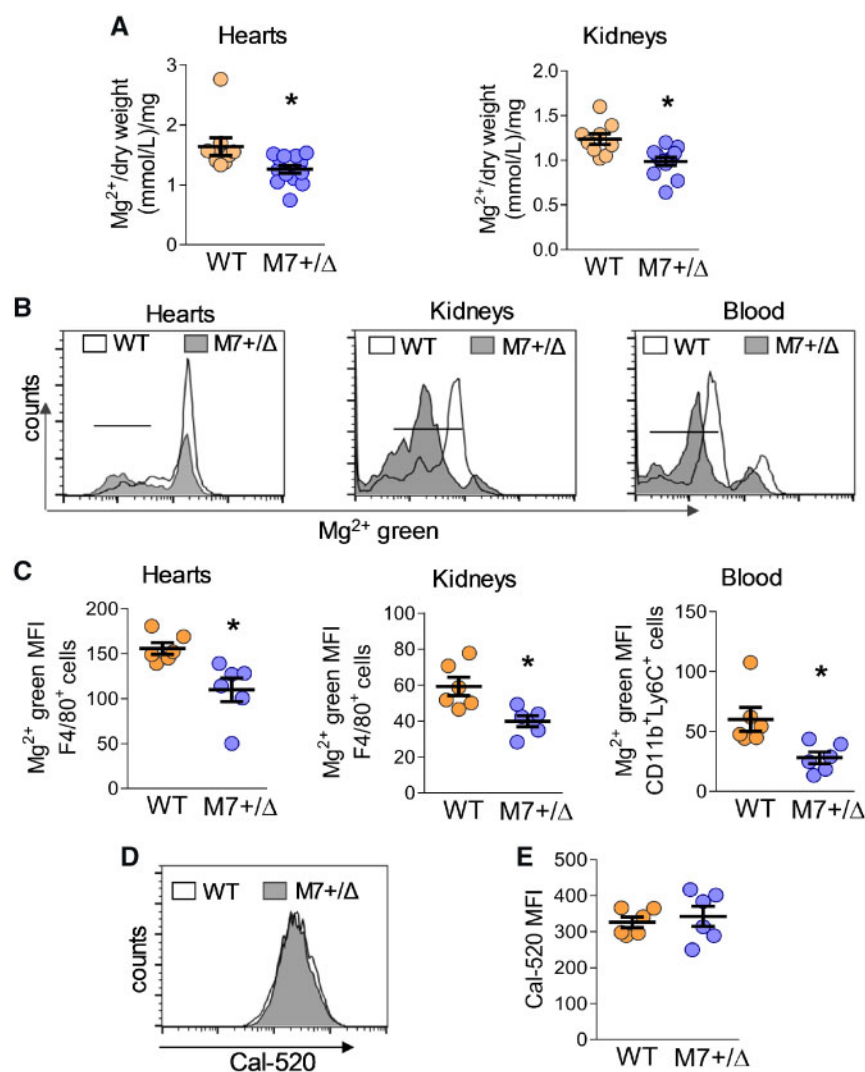 A
Hearts
Mg²⁺/dry weight
(mmol/L)/mg
3
2
1
0
*
WT M7+/Δ
Kidneys
Mg²⁺/dry weight
(mmol/L)/mg
2.0
1.5
1.0
0.5
0.0
*
WT M7+/Δ
B
Hearts
WT M7+/Δ
Kidneys
WT M7+/Δ
Blood
WT M7+/Δ
counts
Mg²⁺ green
C
Hearts
Mg²⁺ green MFI
F4/80⁺ cells
200
150
100
50
0
*
WT M7+/Δ
Kidneys
Mg²⁺ green MFI
F4/80⁺ cells
100
80
60
40
20
0
*
WT M7+/Δ
Blood
Mg²⁺ green MFI
CD11b⁺Ly6C⁺ cells
150
100
50
0
*
WT M7+/Δ
D
WT M7+/Δ
counts
Cal-520
E
Cal-520 MFI
500
400
300
200
100
0
WT M7+/Δ